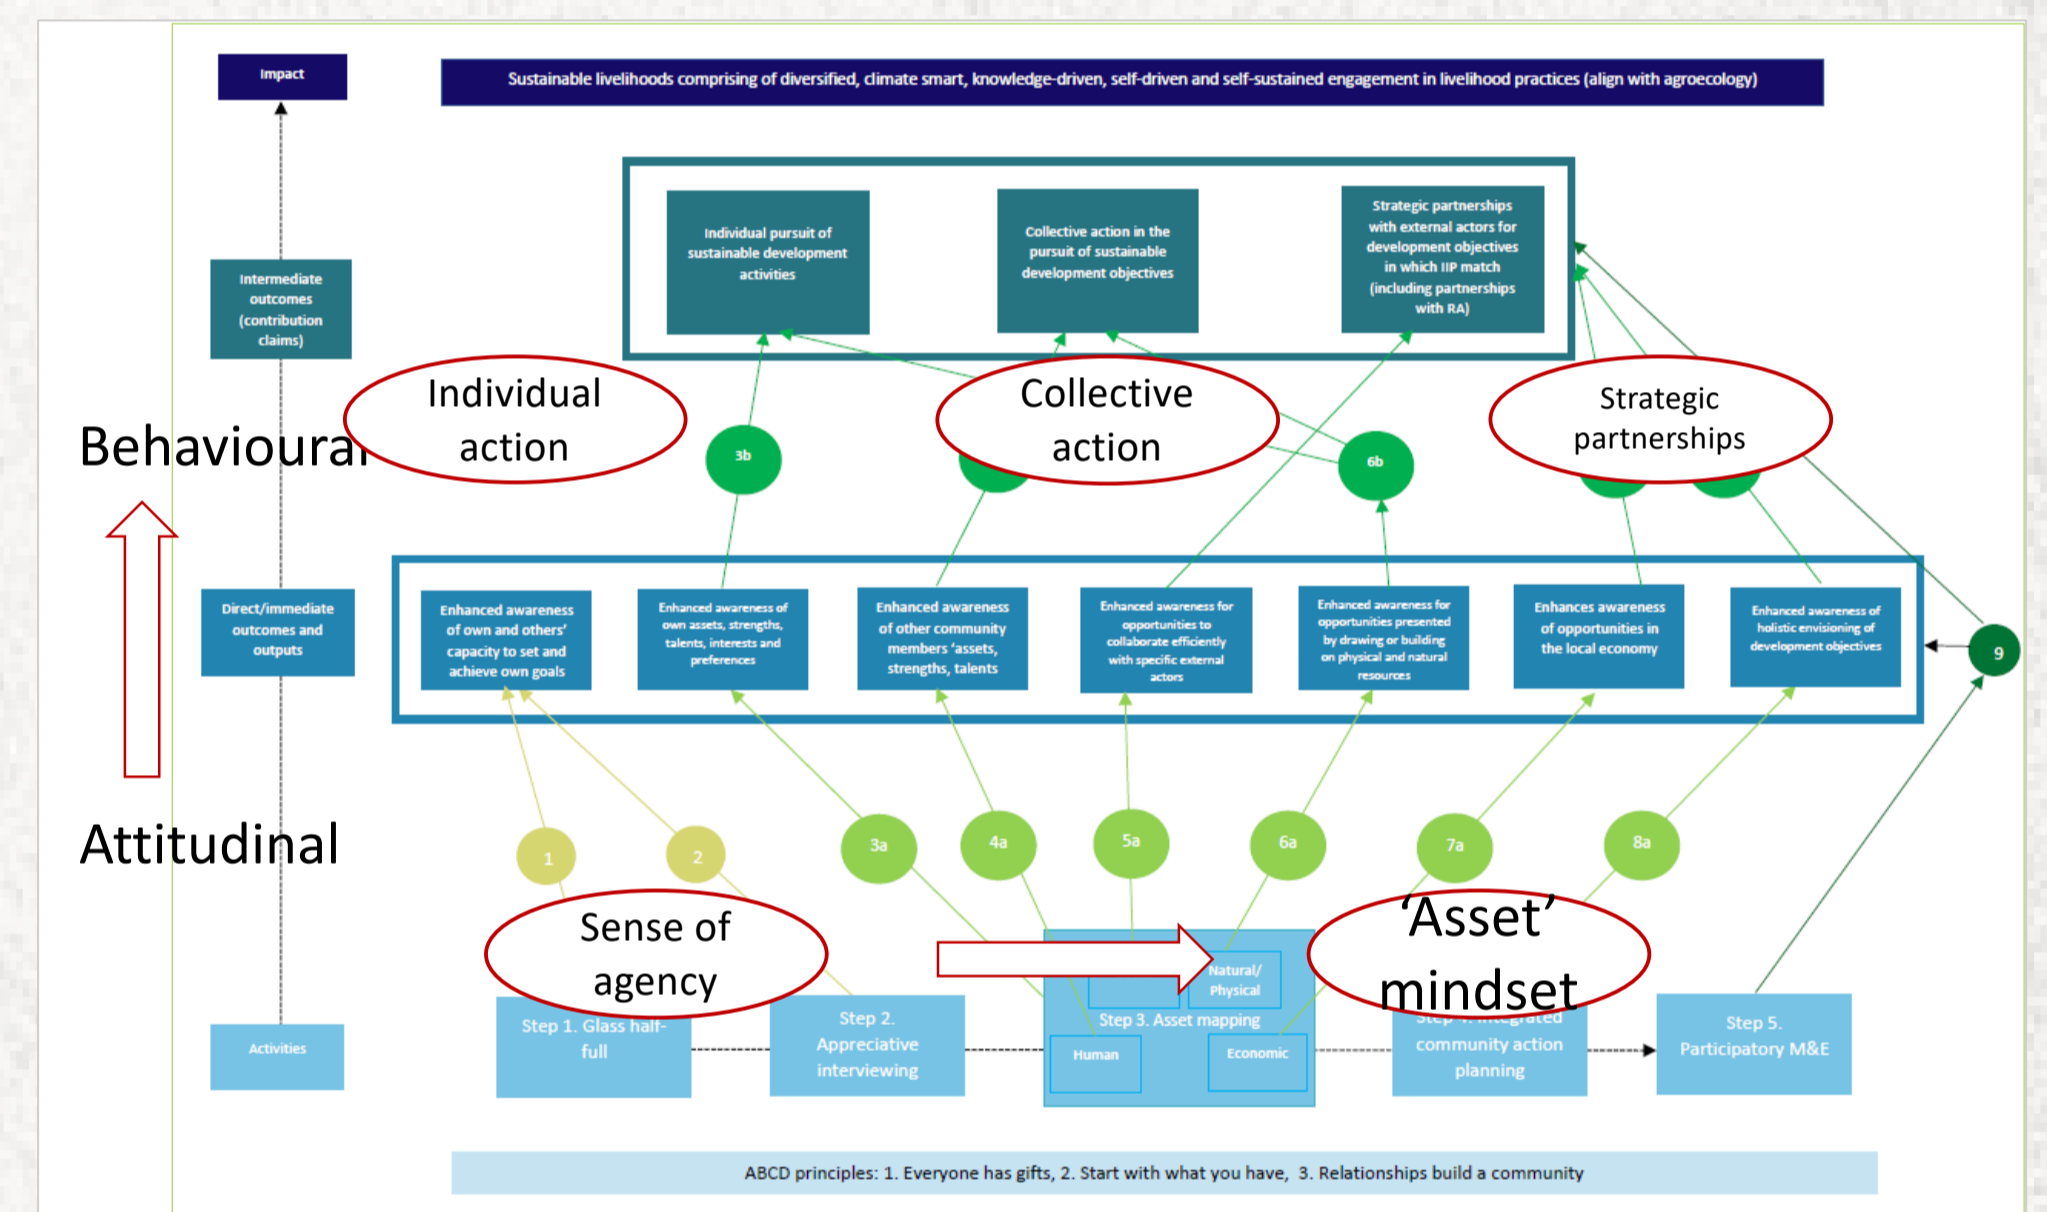 Impact
Sustainable livelihoods comprising of diversified, climate smart, knowledge-driven, self-driven and self-sustained engagement in livelihood practices (align with agroecology)
Intermediate
outcomes
(contribution
claims)
Individual pursuit of
sustainable development
activities
Collective action in the
pursuit of sustainable
development objectives
Strategic partnerships
with external actors for
development objectives
in which IIP match
(including partnerships
with RA)
Individual
action
Collective
action
Strategic
partnerships
Behavioural
3b
6b
Direct/immediate
outcomes and
outputs
Enhanced awareness
of own and others'
capacity to set and
achieve own goals
Enhanced awareness of
own assets, strengths,
talents, interests and
preferences
Enhanced awareness
of other community
members 'assets,
strengths, talents
Enhanced awareness for
opportunities to
collaborate efficiently
with specific external
actors
Enhanced awareness for
opportunities presented
by drawing or building
on physical and natural
resources
Enhances awareness
of opportunities in
the local economy
Enhanced awareness of
holistic envisioning of
development objectives
9
Attitudinal
1
2
3a
4a
5a
6a
7a
8a
Sense of
agency
'Asset'
mindset
Activities
Step 1. Glass half-
full
Step 2.
Appreciative
interviewing
Natural/
Physical
Step 3. Asset mapping
Human
Economic
Step 4. Integrated
community action
planning
Step 5.
Participatory M&E
ABCD principles: 1. Everyone has gifts, 2. Start with what you have, 3. Relationships build a community